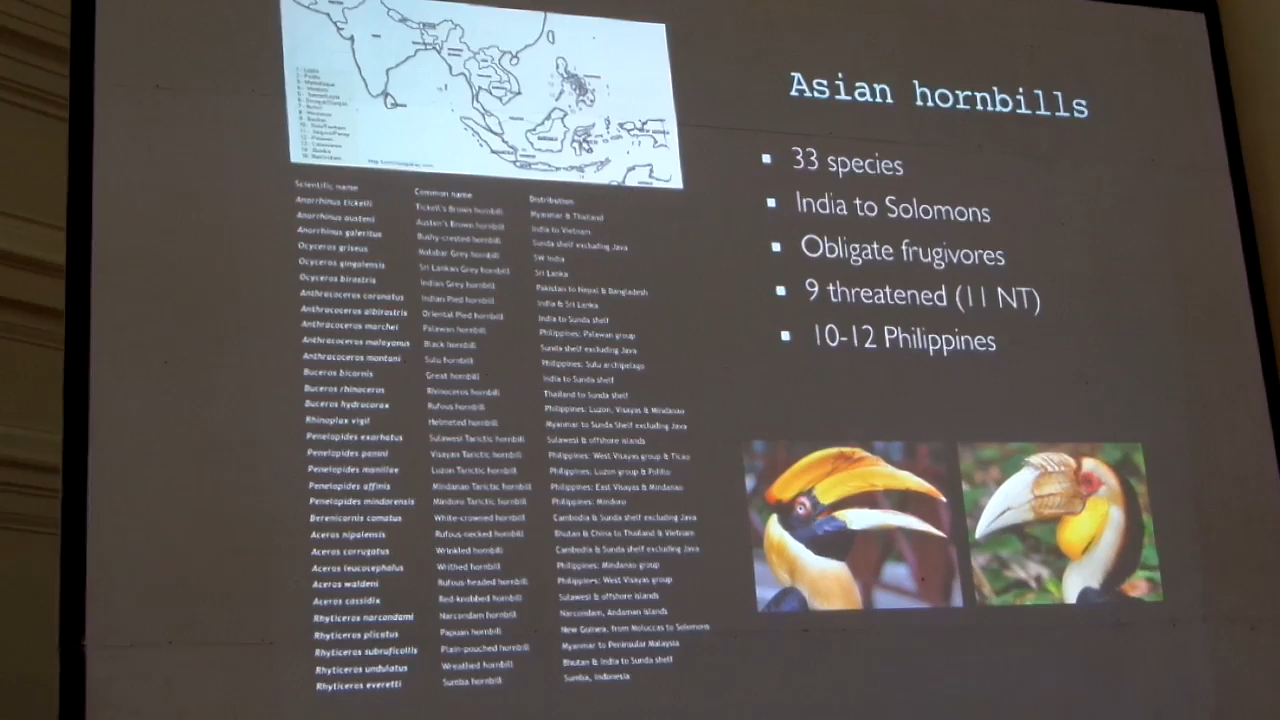 Asian hornbills
33 species
India to Solomons
Obligate frugivores
9 threatened (11 NT)
10-12 Philippines
Scientific name Common name Distribution
Anorrhinus tickelli Tickell's Brown hornbill Myanmar & Thailand
Anorrhinus austeni Austen's Brown hornbill India to Vietnam
Anorrhinus galeritus Bushy-crested hornbill Sunda shelf excluding Java
Ocyceros griseus Malabar Grey hornbill SW India
Ocyceros gingalensis Sri Lankan Grey hornbill Sri Lanka
Ocyceros birostris Indian Grey hornbill Pakistan to Nepal & Bangladesh
Anthracoceros coronatus Indian Pied hornbill India & Sri Lanka
Anthracoceros albirostris Oriental Pied hornbill India to Sunda shelf
Anthracoceros marchei Palawan hornbill Philippines: Palawan group
Anthracoceros malayanus Black hornbill Sunda shelf excluding Java
Anthracoceros montani Sulu hornbill Philippines: Sulu archipelago
Buceros bicornis Great hornbill India to Sunda shelf
Buceros rhinoceros Rhinoceros hornbill Thailand to Sunda shelf
Buceros hydrocorax Rufous hornbill Philippines: Luzon, Visayas & Mindanao
Rhinoplax vigil Helmeted hornbill Myanmar to Sunda Shelf excluding Java
Penelopides exarhatus Sulawesi Tarictic hornbill Sulawesi & offshore islands
Penelopides panini Visayan Tarictic hornbill Philippines: West Visayas group & Ticao
Penelopides manillae Luzon Tarictic hornbill Philippines: Luzon group & Polillo
Penelopides affinis Mindanao Tarictic hornbill Philippines: East Visayas & Mindanao
Penelopides mindorensis Mindoro Tarictic hornbill Philippines: Mindoro
Berenicornis comatus White-crowned hornbill Cambodia & Sunda shelf excluding Java
Aceros nipalensis Rufous-necked hornbill Bhutan & China to Thailand & Vietnam
Aceros corrugatus Wrinkled hornbill Cambodia & Sunda shelf excluding Java
Aceros leucocephalus Writhed hornbill Philippines: Mindanao group
Aceros waldeni Rufous-headed hornbill Philippines: West Visayas group
Aceros cassidix Red-knobbed hornbill Sulawesi & offshore islands
Rhyticeros narcondami Narcondam hornbill Narcondam, Andaman islands
Rhyticeros plicatus Papuan hornbill New Guinea, from Moluccas to Solomons
Rhyticeros subruficollis Plain-pouched hornbill Myanmar to Peninsular Malaysia
Rhyticeros undulatus Wreathed hornbill Bhutan & India to Sunda shelf
Rhyticeros everetti Sumba hornbill Sumba, Indonesia